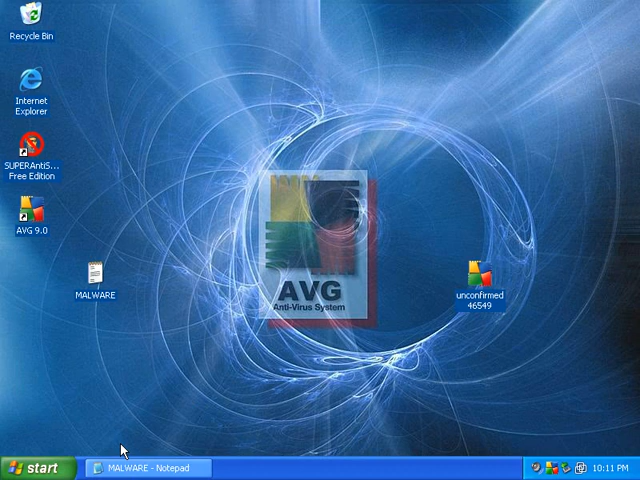 Recycle Bin
Internet
Explorer
SUPERAntiS...
Free Edition
AVG 9.0
MALWARE
AVG
Anti-Virus System
unconfirmed
46549
start
MALWARE - Notepad
10:11 PM